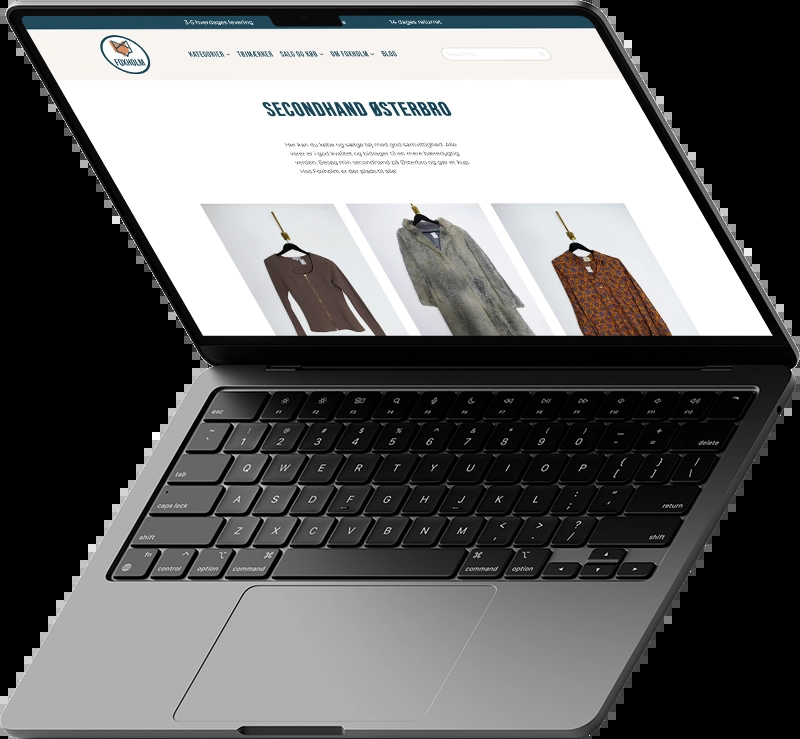 3-5 hverdages levering
14 dages returret
FOXHOLM
KATEGORIER
TØJMÆRKER
SALG OG KØB
OM FOXHOLM
BLOG
SECONDHAND ØSTERBRO
Her kan du købe og sælge tøj med god samvittighed. Alle
varer er i god kvalitet og bidrager til en mere bæredygtig
verden. Besøg min secondhand på Østerbro og gør et kup.
Hos Foxholm er der plads til alle!
esc F1 F2 F3 F4 F5 F6 F7 F8 F9 F10 F11 F12
~ ! @ # $ % ^ & * ( ) _ +
` 1 2 3 4 5 6 7 8 9 0 - = delete
tab Q W E R T Y U I O P { } |
[ ] \
caps lock A S D F G H J K L : " return
; '
shift Z X C V B N M < > ? shift
, . /
fn control option command command option